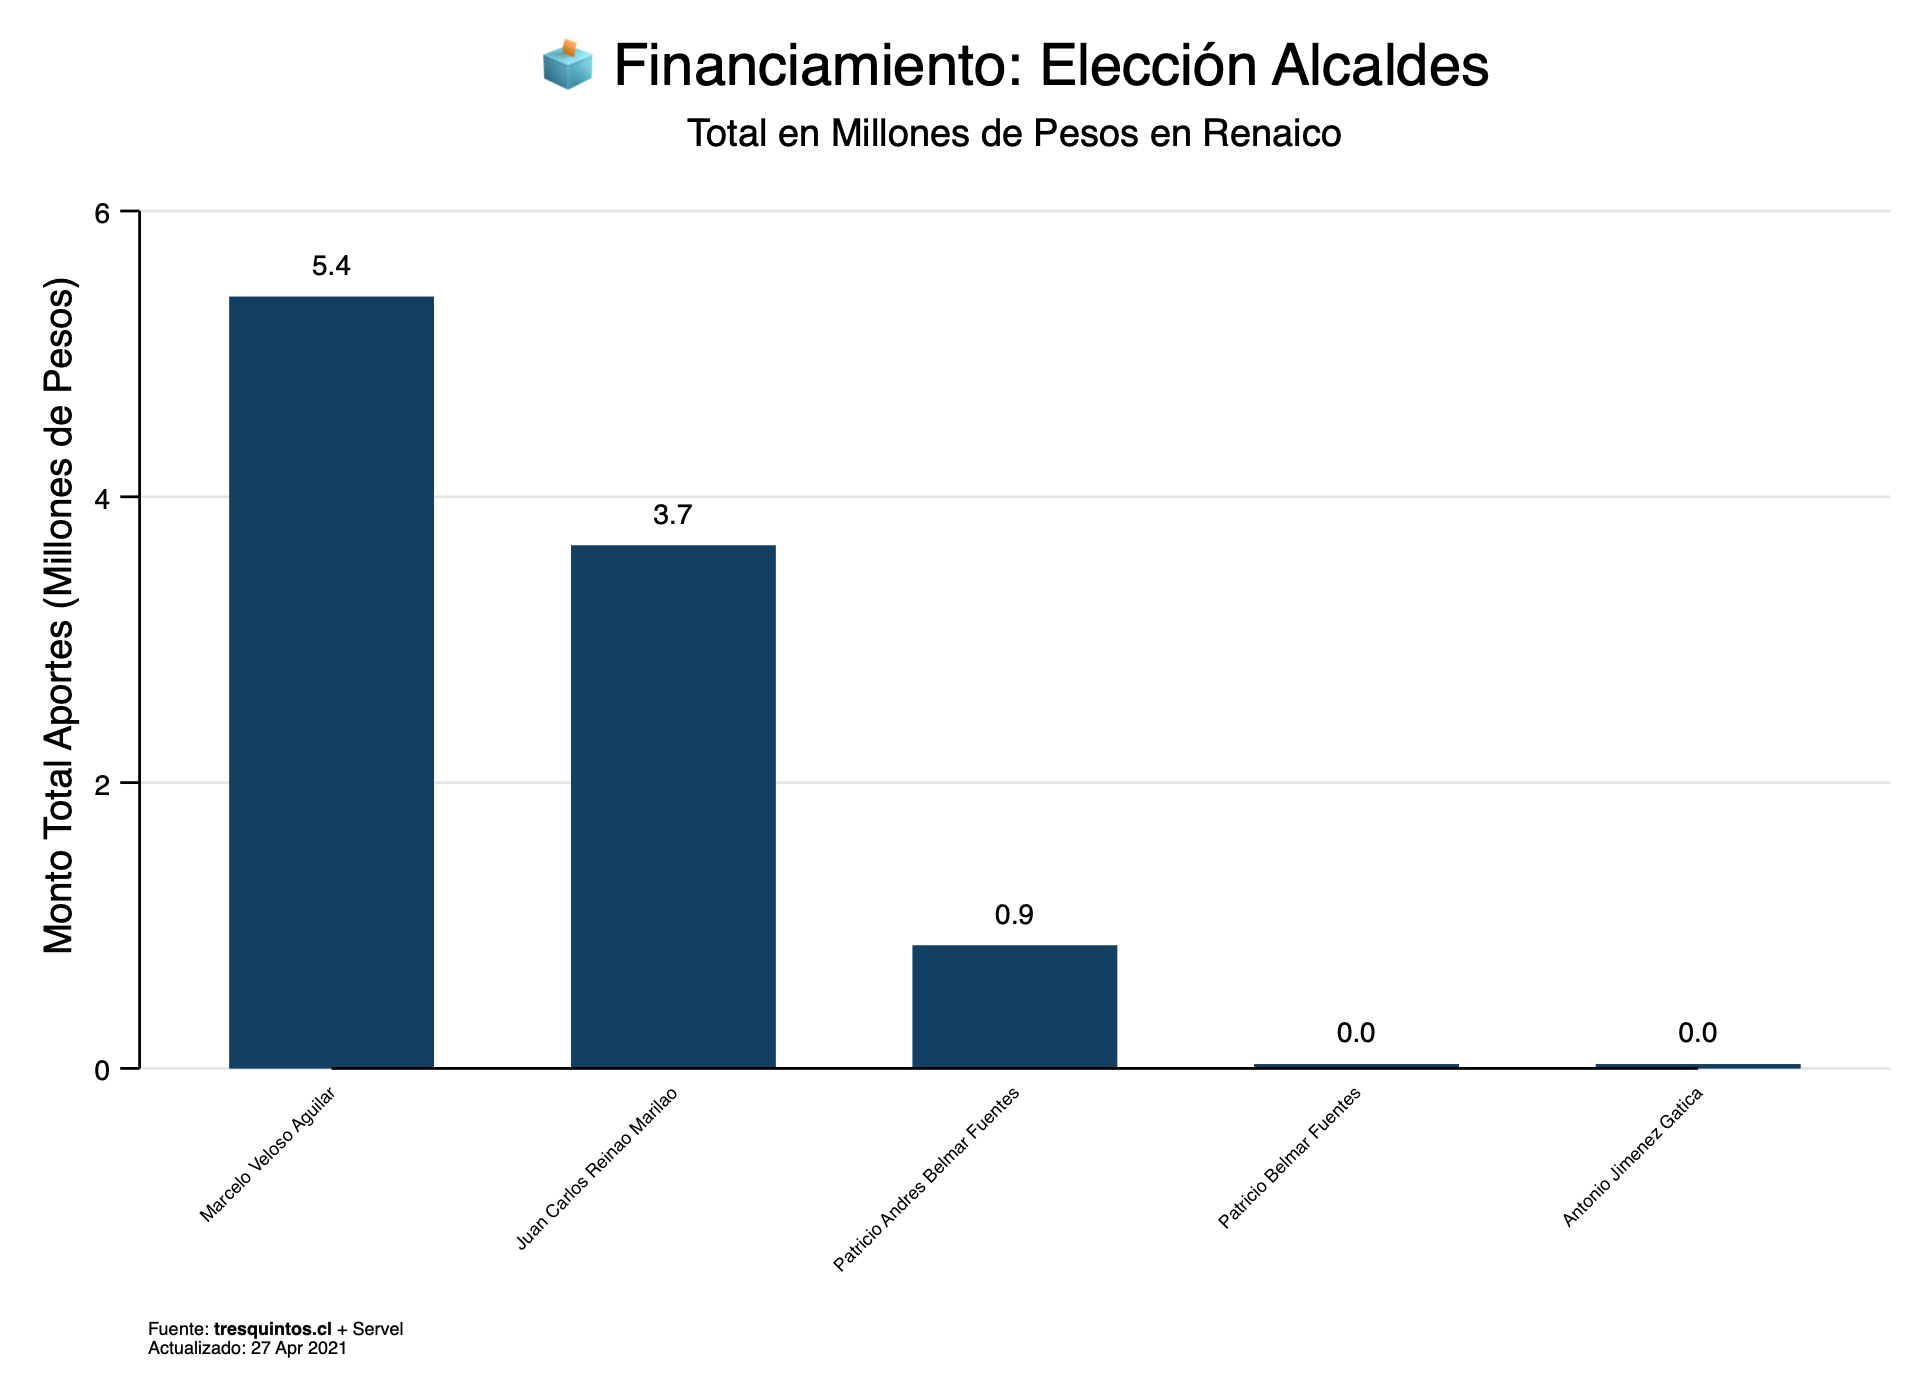 Financiamiento: Elección Alcaldes
Total en Millones de Pesos en Renaico
Monto Total Aportes (Millones de Pesos)
6
4
2
0
5.4
3.7
0.9
0.0
0.0
Marcelo Veloso Aguilar
Juan Carlos Reinao Marilao
Patricio Andres Belmar Fuentes
Patricio Belmar Fuentes
Antonio Jimenez Gatica
Fuente: tresquintos.cl + Servel
Actualizado: 27 Apr 2021